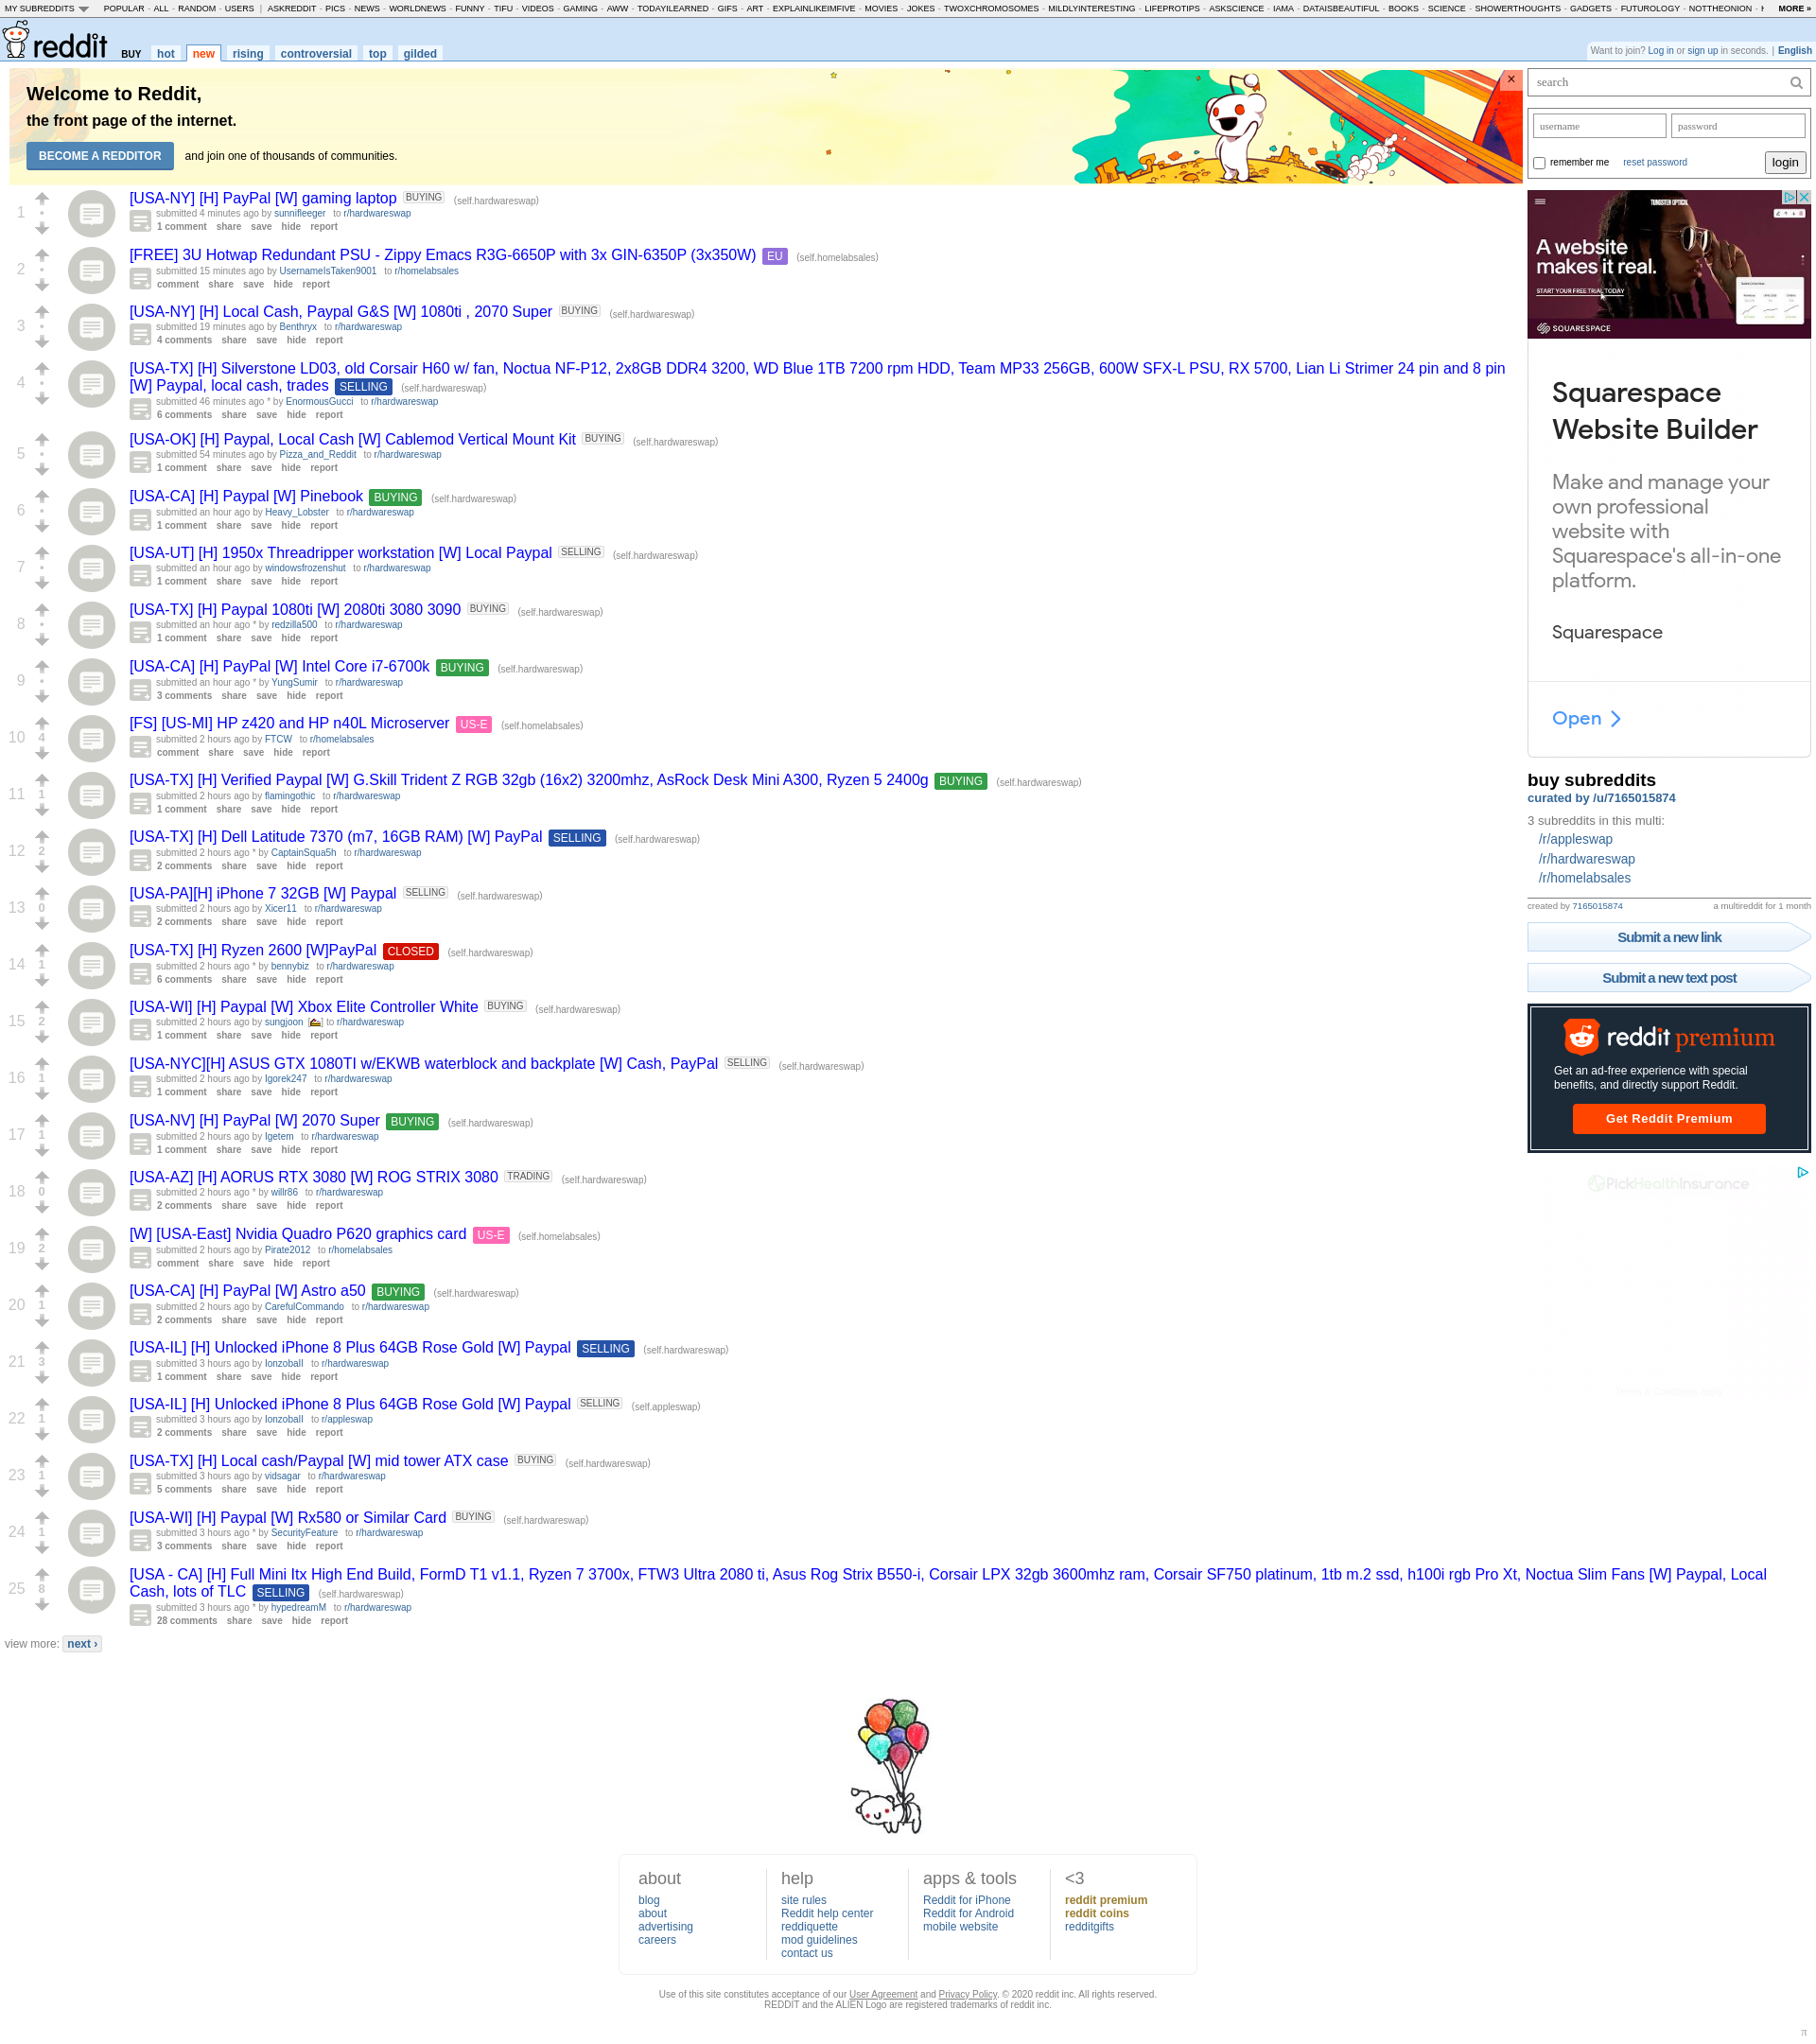 MY SUBREDDITS POPULAR - ALL - RANDOM - USERS | ASKREDDIT - PICS - NEWS - WORLDNEWS - FUNNY - TIFU - VIDEOS - GAMING - AWW - TODAYILEARNED - GIFS - ART - EXPLAINLIKEIMFIVE - MOVIES - JOKES - TWOXCHROMOSOMES - MILDLYINTERESTING - LIFEPROTIPS - ASKSCIENCE - IAMA - DATAISBEAUTIFUL - BOOKS - SCIENCE - SHOWERTHOUGHTS - GADGETS - FUTUROLOGY - NOTTHEONION - MORE »
reddit BUY hot new rising controversial top gilded
Want to join? Log in or sign up in seconds. | English
Welcome to Reddit,
the front page of the internet.
BECOME A REDDITOR and join one of thousands of communities.
1
[USA-NY] [H] PayPal [W] gaming laptop BUYING (self.hardwareswap)
submitted 4 minutes ago by sunnifleeger to r/hardwareswap
1 comment share save hide report
2
[FREE] 3U Hotwap Redundant PSU - Zippy Emacs R3G-6650P with 3x GIN-6350P (3x350W) EU (self.homelabsales)
submitted 15 minutes ago by UsernameIsTaken9001 to r/homelabsales
comment share save hide report
3
[USA-NY] [H] Local Cash, Paypal G&S [W] 1080ti , 2070 Super BUYING (self.hardwareswap)
submitted 19 minutes ago by Benthryx to r/hardwareswap
4 comments share save hide report
4
[USA-TX] [H] Silverstone LD03, old Corsair H60 w/ fan, Noctua NF-P12, 2x8GB DDR4 3200, WD Blue 1TB 7200 rpm HDD, Team MP33 256GB, 600W SFX-L PSU, RX 5700, Lian Li Strimer 24 pin and 8 pin
[W] Paypal, local cash, trades SELLING (self.hardwareswap)
submitted 46 minutes ago * by EnormousGucci to r/hardwareswap
6 comments share save hide report
5
[USA-OK] [H] Paypal, Local Cash [W] Cablemod Vertical Mount Kit BUYING (self.hardwareswap)
submitted 54 minutes ago by Pizza_and_Reddit to r/hardwareswap
1 comment share save hide report
6
[USA-CA] [H] Paypal [W] Pinebook BUYING (self.hardwareswap)
submitted an hour ago by Heavy_Lobster to r/hardwareswap
1 comment share save hide report
7
[USA-UT] [H] 1950x Threadripper workstation [W] Local Paypal SELLING (self.hardwareswap)
submitted an hour ago by windowsfrozenshut to r/hardwareswap
1 comment share save hide report
8
[USA-TX] [H] Paypal 1080ti [W] 2080ti 3080 3090 BUYING (self.hardwareswap)
submitted an hour ago * by redzilla500 to r/hardwareswap
1 comment share save hide report
9
[USA-CA] [H] PayPal [W] Intel Core i7-6700k BUYING (self.hardwareswap)
submitted an hour ago * by YungSumir to r/hardwareswap
3 comments share save hide report
10 4
[FS] [US-MI] HP z420 and HP n40L Microserver US-E (self.homelabsales)
submitted 2 hours ago by FTCW to r/homelabsales
comment share save hide report
11 1
[USA-TX] [H] Verified Paypal [W] G.Skill Trident Z RGB 32gb (16x2) 3200mhz, AsRock Desk Mini A300, Ryzen 5 2400g BUYING (self.hardwareswap)
submitted 2 hours ago by flamingothic to r/hardwareswap
1 comment share save hide report
12 2
[USA-TX] [H] Dell Latitude 7370 (m7, 16GB RAM) [W] PayPal SELLING (self.hardwareswap)
submitted 2 hours ago * by CaptainSqua5h to r/hardwareswap
2 comments share save hide report
13 0
[USA-PA][H] iPhone 7 32GB [W] Paypal SELLING (self.hardwareswap)
submitted 2 hours ago by Xicer11 to r/hardwareswap
2 comments share save hide report
14 1
[USA-TX] [H] Ryzen 2600 [W]PayPal CLOSED (self.hardwareswap)
submitted 2 hours ago * by bennybiz to r/hardwareswap
6 comments share save hide report
15 2
[USA-WI] [H] Paypal [W] Xbox Elite Controller White BUYING (self.hardwareswap)
submitted 2 hours ago by sungjoon [] to r/hardwareswap
1 comment share save hide report
16 1
[USA-NYC][H] ASUS GTX 1080TI w/EKWB waterblock and backplate [W] Cash, PayPal SELLING (self.hardwareswap)
submitted 2 hours ago by Igorek247 to r/hardwareswap
1 comment share save hide report
17 1
[USA-NV] [H] PayPal [W] 2070 Super BUYING (self.hardwareswap)
submitted 2 hours ago by Igetem to r/hardwareswap
1 comment share save hide report
18 0
[USA-AZ] [H] AORUS RTX 3080 [W] ROG STRIX 3080 TRADING (self.hardwareswap)
submitted 2 hours ago * by willr86 to r/hardwareswap
2 comments share save hide report
19 2
[W] [USA-East] Nvidia Quadro P620 graphics card US-E (self.homelabsales)
submitted 2 hours ago by Pirate2012 to r/homelabsales
comment share save hide report
20 1
[USA-CA] [H] PayPal [W] Astro a50 BUYING (self.hardwareswap)
submitted 2 hours ago by CarefulCommando to r/hardwareswap
2 comments share save hide report
21 3
[USA-IL] [H] Unlocked iPhone 8 Plus 64GB Rose Gold [W] Paypal SELLING (self.hardwareswap)
submitted 3 hours ago by lonzoball to r/hardwareswap
1 comment share save hide report
22 1
[USA-IL] [H] Unlocked iPhone 8 Plus 64GB Rose Gold [W] Paypal SELLING (self.appleswap)
submitted 3 hours ago by lonzoball to r/appleswap
2 comments share save hide report
23 1
[USA-TX] [H] Local cash/Paypal [W] mid tower ATX case BUYING (self.hardwareswap)
submitted 3 hours ago by vidsagar to r/hardwareswap
5 comments share save hide report
24 1
[USA-WI] [H] Paypal [W] Rx580 or Similar Card BUYING (self.hardwareswap)
submitted 3 hours ago * by SecurityFeature to r/hardwareswap
3 comments share save hide report
25 8
[USA - CA] [H] Full Mini Itx High End Build, FormD T1 v1.1, Ryzen 7 3700x, FTW3 Ultra 2080 ti, Asus Rog Strix B550-i, Corsair LPX 32gb 3600mhz ram, Corsair SF750 platinum, 1tb m.2 ssd, h100i rgb Pro Xt, Noctua Slim Fans [W] Paypal, Local
Cash, lots of TLC SELLING (self.hardwareswap)
submitted 3 hours ago * by hypedreamM to r/hardwareswap
28 comments share save hide report
view more: next ›
search
username password
remember me reset password login
TUNGSTEN OPTICAL
A website
makes it real.
START YOUR FREE TRIAL TODAY
SQUARESPACE
Squarespace
Website Builder
Make and manage your
own professional
website with
Squarespace's all-in-one
platform.
Squarespace
Open
buy subreddits
curated by /u/7165015874
3 subreddits in this multi:
/r/appleswap
/r/hardwareswap
/r/homelabsales
created by 7165015874 a multireddit for 1 month
Submit a new link
Submit a new text post
reddit premium
Get an ad-free experience with special
benefits, and directly support Reddit.
Get Reddit Premium
PickHealthInsurance
about
blog
about
advertising
careers
help
site rules
Reddit help center
reddiquette
mod guidelines
contact us
apps & tools
Reddit for iPhone
Reddit for Android
mobile website
<3
reddit premium
reddit coins
redditgifts
Use of this site constitutes acceptance of our User Agreement and Privacy Policy. © 2020 reddit inc. All rights reserved.
REDDIT and the ALIEN Logo are registered trademarks of reddit inc.
π